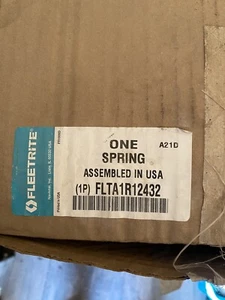 FLEETRITE
ONE
A21D
SPRING
ASSEMBLED IN USA
(1P) FLTA1R12432